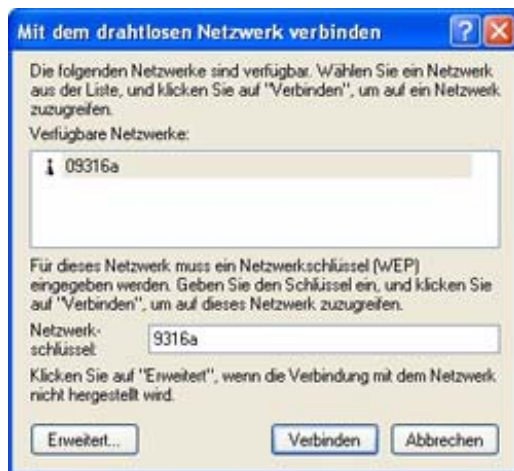 Mit dem drahtlosen Netzwerk verbinden
Die folgenden Netzwerke sind verfügbar. Wählen Sie ein Netzwerk
aus der Liste, und klicken Sie auf "Verbinden", um auf ein Netzwerk
zuzugreifen.
Verfügbare Netzwerke:
09316a
Für dieses Netzwerk muss ein Netzwerkschlüssel (WEP)
eingegeben werden. Geben Sie den Schlüssel ein, und klicken Sie
auf "Verbinden", um auf dieses Netzwerk zuzugreifen.
Netzwerk-
schlüssel:
9316a
Klicken Sie auf "Erweitert", wenn die Verbindung mit dem Netzwerk
nicht hergestellt wird.
Erweitert... Verbinden Abbrechen